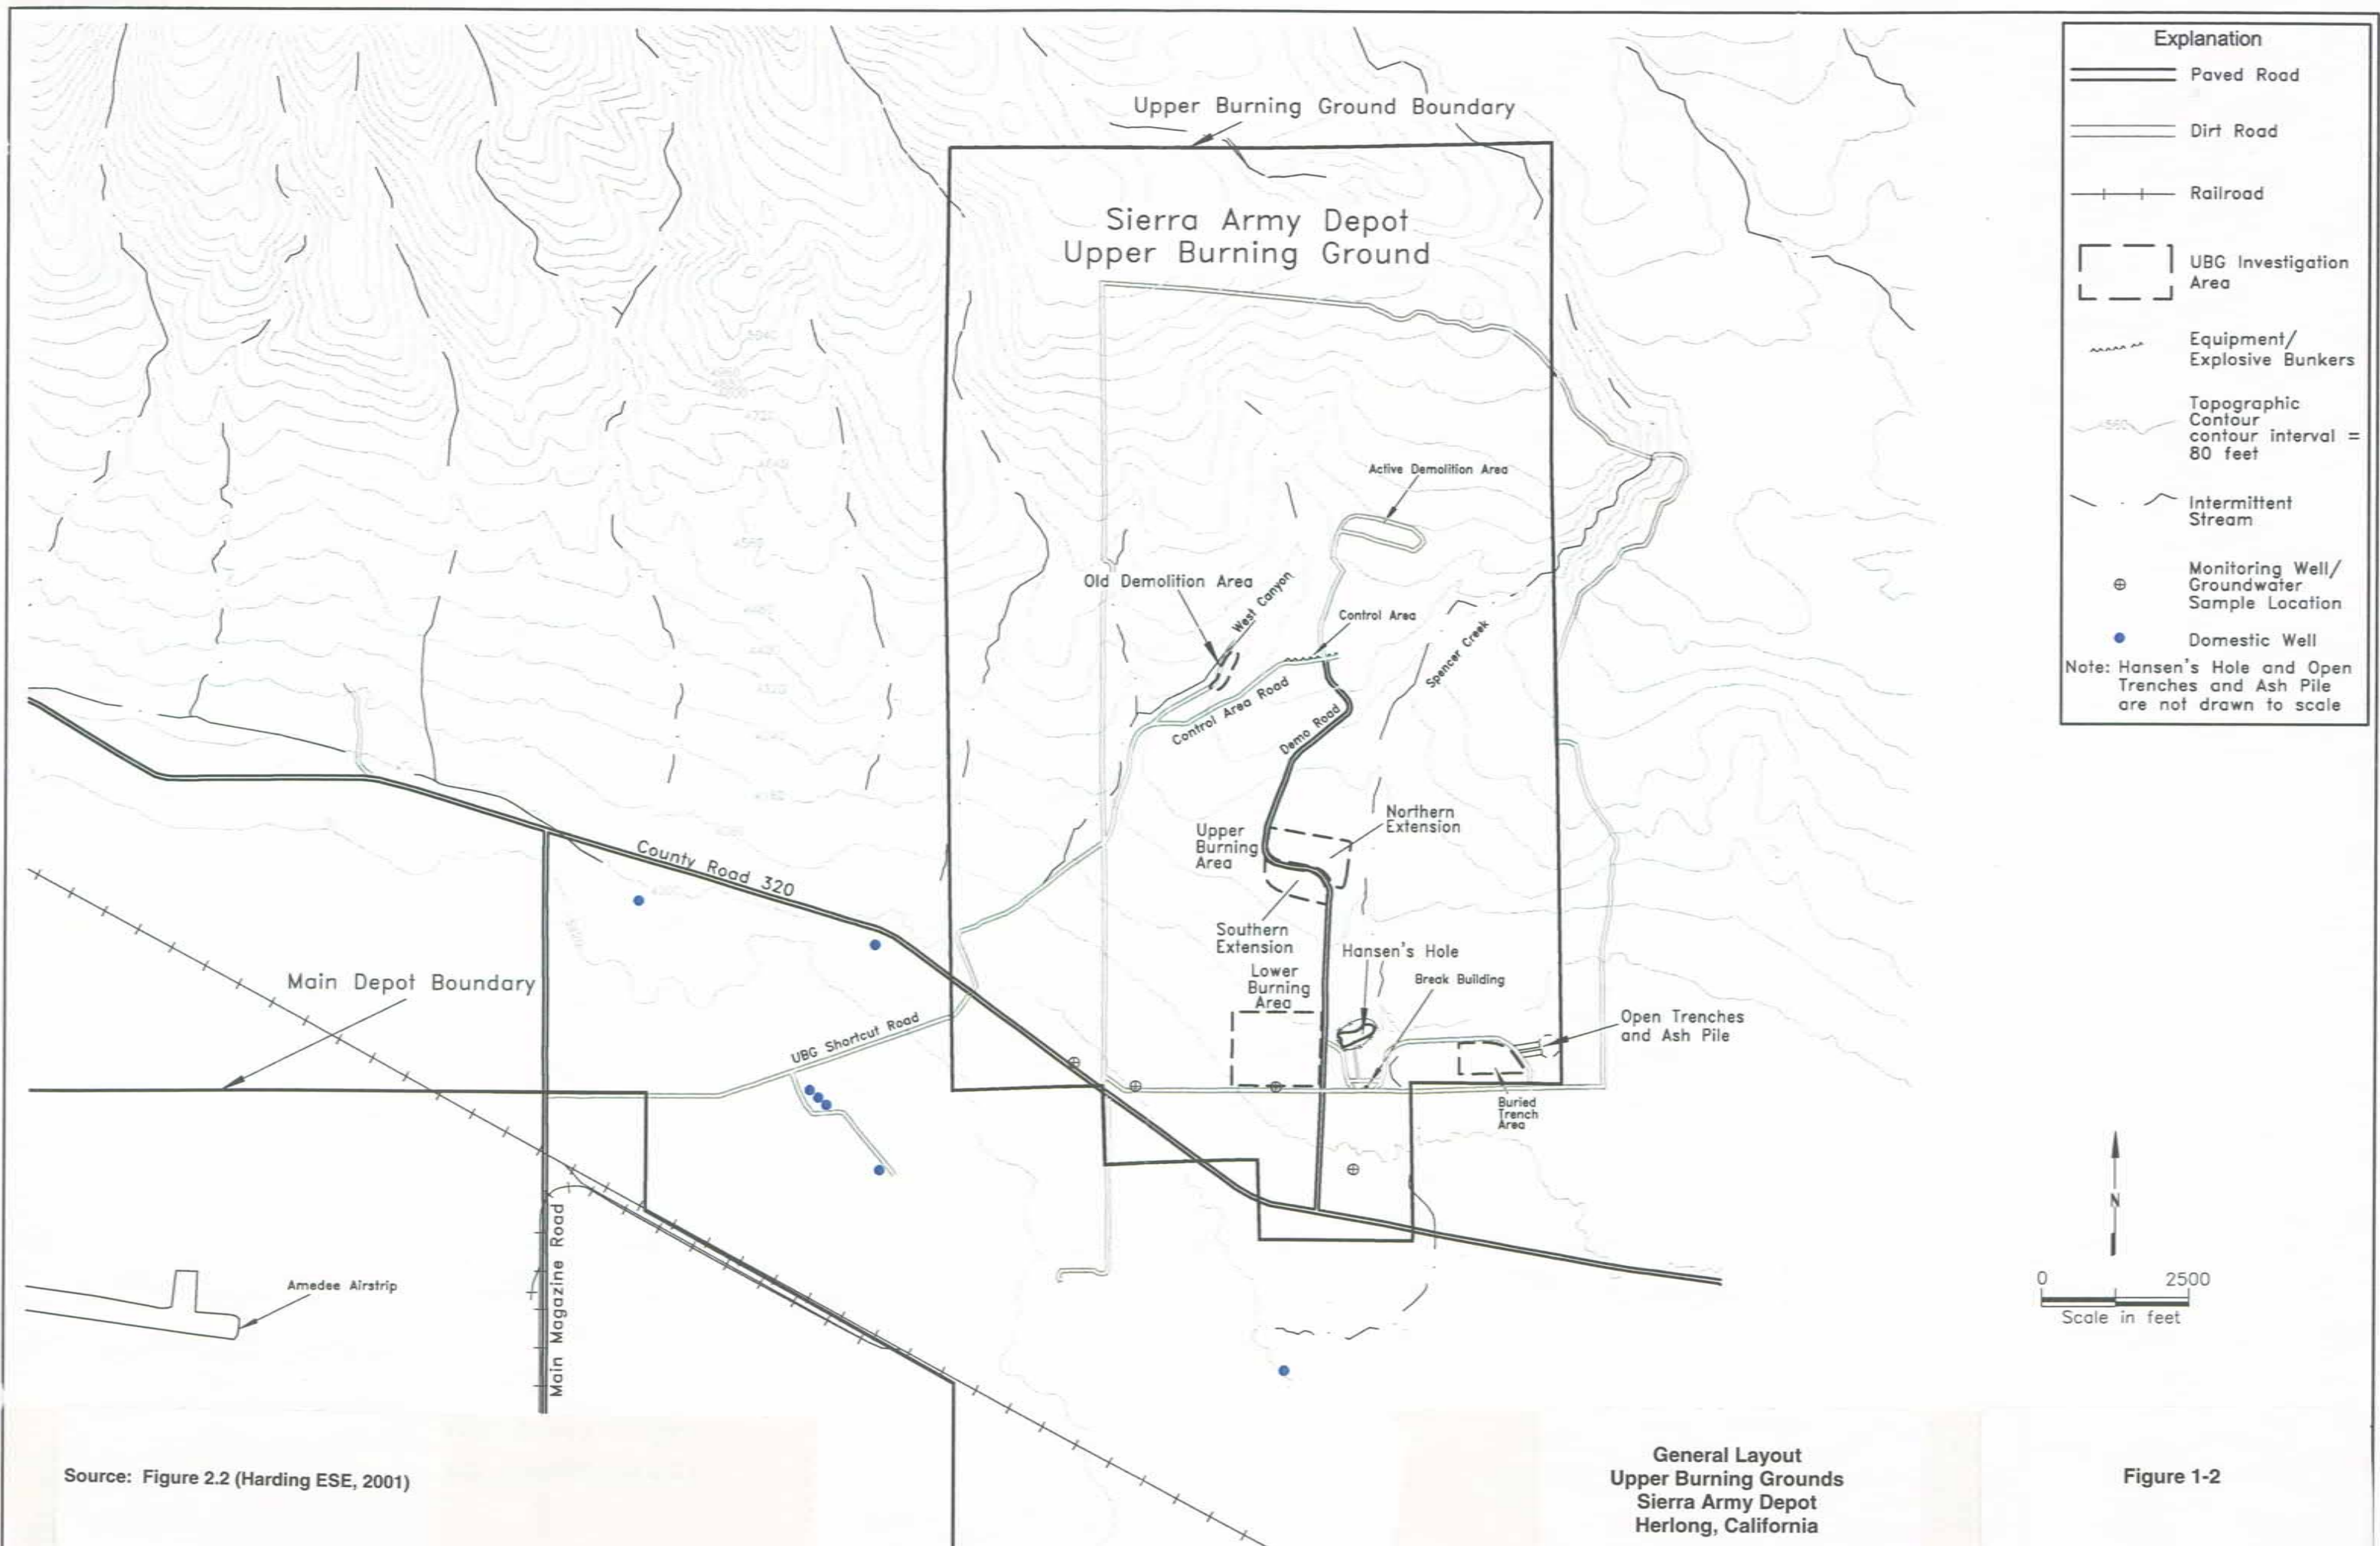 Upper Burning Ground Boundary
Sierra Army Depot
Upper Burning Ground
Active Demolition Area
Old Demolition Area
West Canyon
Control Area
Spencer Creek
Control Area Road
Demo Road
Northern
Extension
Upper
Burning
Area
County Road 320
Southern
Extension
Hansen's Hole
Lower
Burning
Area
Break Building
Main Depot Boundary
UBG Shortcut Road
Open Trenches
and Ash Pile
Buried
Trench
Area
Main Magazine Road
Amedee Airstrip
Explanation
Paved Road
Dirt Road
Railroad
UBG Investigation
Area
Equipment/
Explosive Bunkers
Topographic
Contour
contour interval =
80 feet
Intermittent
Stream
Monitoring Well/
Groundwater
Sample Location
Domestic Well
Note: Hansen's Hole and Open
Trenches and Ash Pile
are not drawn to scale
N
0 2500
Scale in feet
Source: Figure 2.2 (Harding ESE, 2001)
General Layout
Upper Burning Grounds
Sierra Army Depot
Herlong, California
Figure 1-2